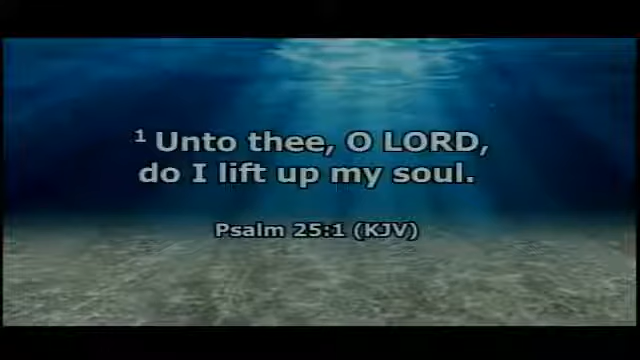 1 Unto thee, O LORD,
do I lift up my soul.
Psalm 25:1 (KJV)